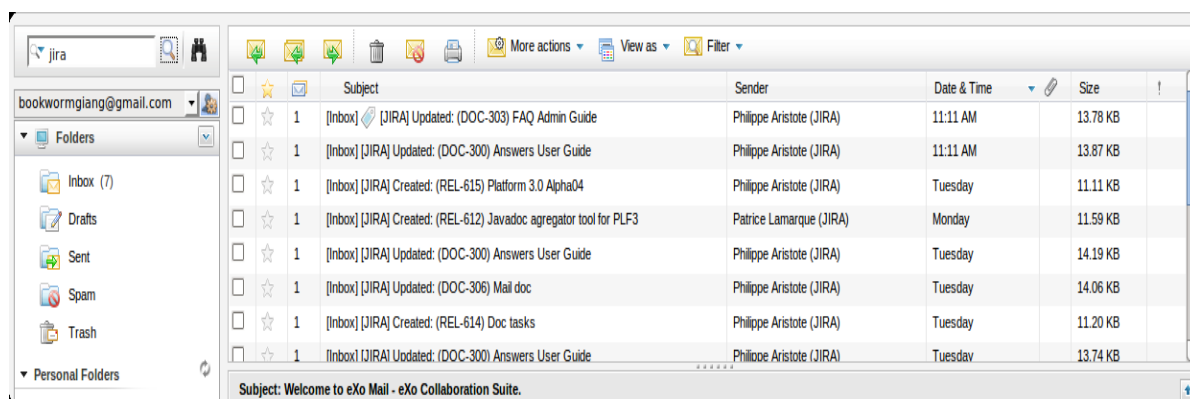 jira
More actions View as Filter
bookwormgiang@gmail.com
Folders
Inbox (7)
Drafts
Sent
Spam
Trash
Personal Folders
Subject Sender Date & Time Size !
1 [Inbox] [JIRA] Updated: (DOC-303) FAQ Admin Guide Philippe Aristote (JIRA) 11:11 AM 13.78 KB
1 [Inbox] [JIRA] Updated: (DOC-300) Answers User Guide Philippe Aristote (JIRA) 11:11 AM 13.87 KB
1 [Inbox] [JIRA] Created: (REL-615) Platform 3.0 Alpha04 Philippe Aristote (JIRA) Tuesday 11.11 KB
1 [Inbox] [JIRA] Created: (REL-612) Javadoc agregator tool for PLF3 Patrice Lamarque (JIRA) Monday 11.59 KB
1 [Inbox] [JIRA] Updated: (DOC-300) Answers User Guide Philippe Aristote (JIRA) Tuesday 14.19 KB
1 [Inbox] [JIRA] Updated: (DOC-306) Mail doc Philippe Aristote (JIRA) Tuesday 14.06 KB
1 [Inbox] [JIRA] Created: (REL-614) Doc tasks Philippe Aristote (JIRA) Tuesday 11.20 KB
1 [Inbox] [JIRA] Updated: (DOC-300) Answers User Guide Philippe Aristote (JIRA) Tuesday 13.74 KB
Subject: Welcome to eXo Mail - eXo Collaboration Suite.